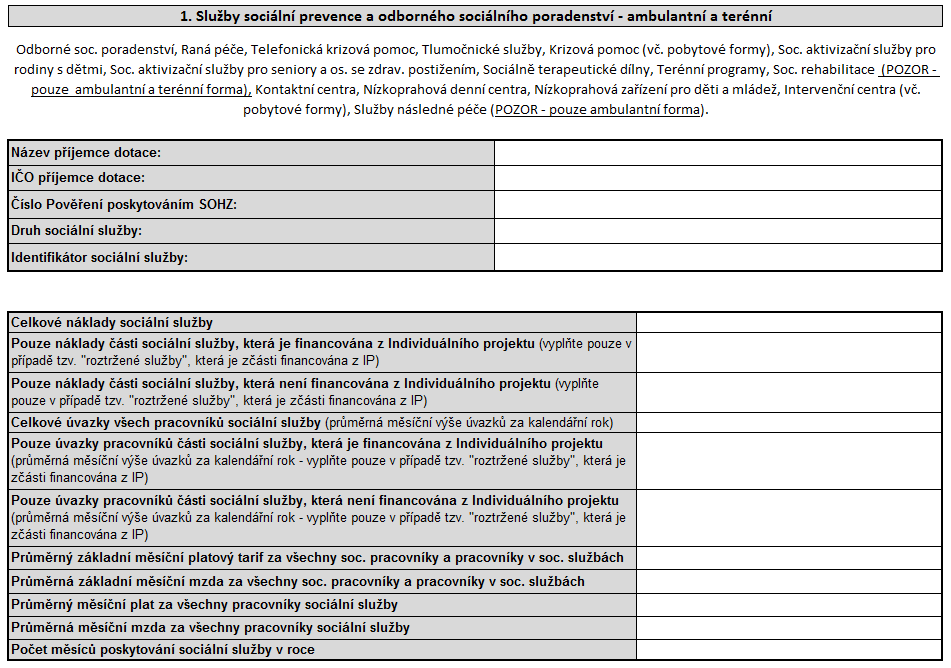 1. Služby sociální prevence a odborného sociálního poradenství - ambulantní a terénní
Odborné soc. poradenství, Raná péče, Telefonická krizová pomoc, Tlumočnické služby, Krizová pomoc (vč. pobytové formy), Soc. aktivizační služby pro
rodiny s dětmi, Soc. aktivizační služby pro seniory a os. se zdrav. postižením, Sociálně terapeutické dílny, Terénní programy, Soc. rehabilitace (POZOR -
pouze ambulantní a terénní forma), Kontaktní centra, Nízkoprahová denní centra, Nízkoprahová zařízení pro děti a mládež, Intervenční centra (vč.
pobytové formy), Služby následné péče (POZOR - pouze ambulantní forma).
Název příjemce dotace:
IČO příjemce dotace:
Číslo Pověření poskytováním SOHZ:
Druh sociální služby:
Identifikátor sociální služby:
Celkové náklady sociální služby
Pouze náklady části sociální služby, která je financována z Individuálního projektu (vyplňte pouze v
případě tzv. "roztržené služby", která je zčásti financována z IP)
Pouze náklady části sociální služby, která není financována z Individuálního projektu (vyplňte
pouze v případě tzv. "roztržené služby", která je zčásti financována z IP)
Celkové úvazky všech pracovníků sociální služby (průměrná měsíční výše úvazků za kalendářní rok)
Pouze úvazky pracovníků části sociální služby, která je financována z Individuálního projektu
(průměrná měsíční výše úvazků za kalendářní rok - vyplňte pouze v případě tzv. "roztržené služby", která je
zčásti financována z IP)
Pouze úvazky pracovníků části sociální služby, která není financována z Individuálního projektu
(průměrná měsíční výše úvazků za kalendářní rok - vyplňte pouze v případě tzv. "roztržené služby", která je
zčásti financována z IP)
Průměrný základní měsíční platový tarif za všechny soc. pracovníky a pracovníky v soc. službách
Průměrná základní měsíční mzda za všechny soc. pracovníky a pracovníky v soc. službách
Průměrný měsíční plat za všechny pracovníky sociální služby
Průměrná měsíční mzda za všechny pracovníky sociální služby
Počet měsíců poskytování sociální služby v roce